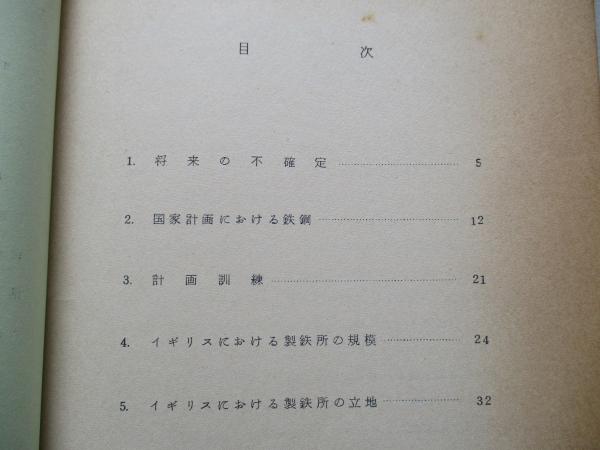 目次
1. 将来の不確定 5
2. 国家計画における鉄鋼 12
3. 計画訓練 21
4. イギリスにおける製鉄所の規模 24
5. イギリスにおける製鉄所の立地 32